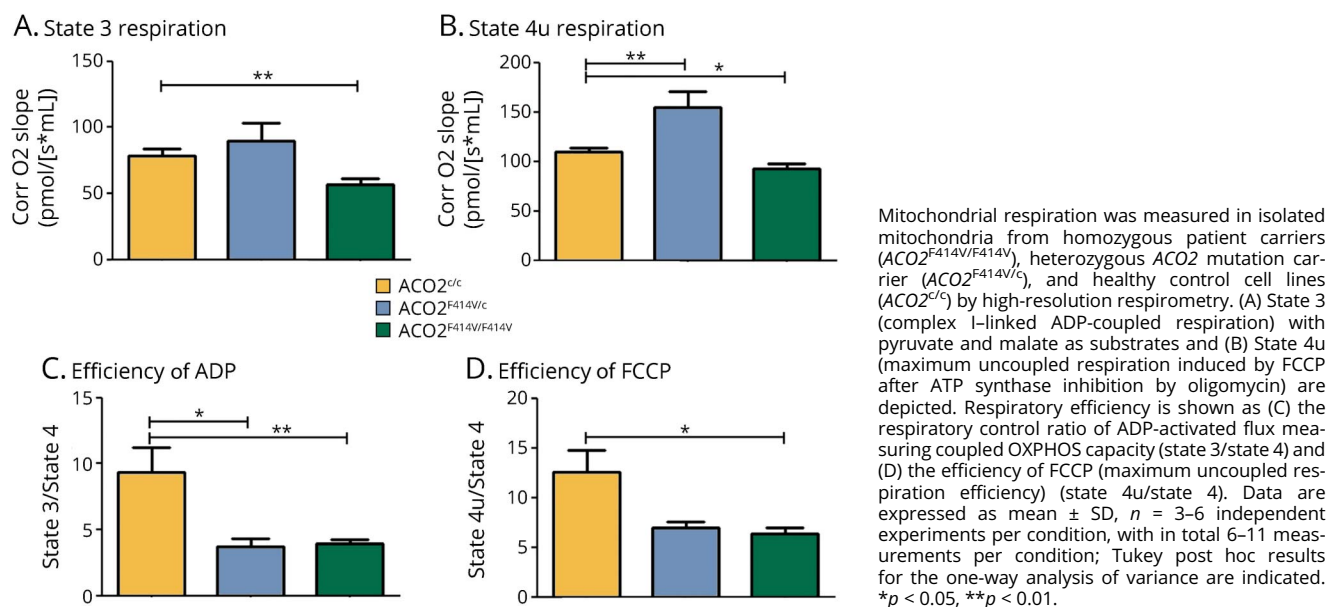 A. State 3 respiration
Corr O2 slope
(pmol/[s*mL])
150
100
50
0
**
B. State 4u respiration
Corr O2 slope
(pmol/[s*mL])
200
150
100
50
0
**
*
ACO2c/c
ACO2F414V/c
ACO2F414V/F414V
C. Efficiency of ADP
State 3/State 4
15
10
5
0
*
**
D. Efficiency of FCCP
State 4u/State 4
20
15
10
5
0
*
Mitochondrial respiration was measured in isolated
mitochondria from homozygous patient carriers
(ACO2F414V/F414V), heterozygous ACO2 mutation car-
rier (ACO2F414V/c), and healthy control cell lines
(ACO2c/c) by high-resolution respirometry. (A) State 3
(complex I–linked ADP-coupled respiration) with
pyruvate and malate as substrates and (B) State 4u
(maximum uncoupled respiration induced by FCCP
after ATP synthase inhibition by oligomycin) are
depicted. Respiratory efficiency is shown as (C) the
respiratory control ratio of ADP-activated flux mea-
suring coupled OXPHOS capacity (state 3/state 4) and
(D) the efficiency of FCCP (maximum uncoupled res-
piration efficiency) (state 4u/state 4). Data are
expressed as mean ± SD, n = 3–6 independent
experiments per condition, with in total 6–11 meas-
urements per condition; Tukey post hoc results
for the one-way analysis of variance are indicated.
*p < 0.05, **p < 0.01.